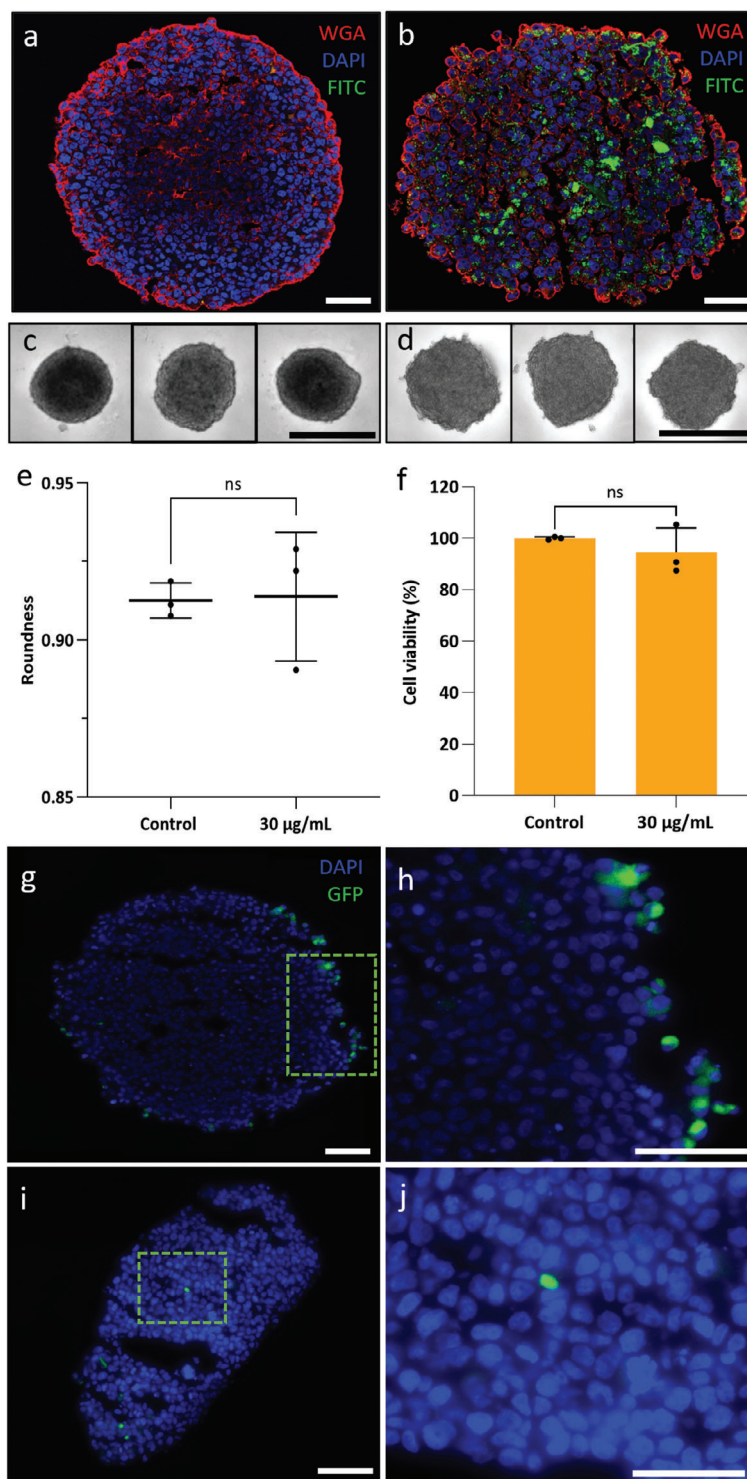 a
WGA
DAPI
FITC
b
WGA
DAPI
FITC
c
d
e
0.95
0.90
0.85
Roundness
ns
Control
30 µg/mL
f
120
100
80
60
40
20
0
Cell viability (%)
ns
Control
30 µg/mL
g
DAPI
GFP
h
i
j